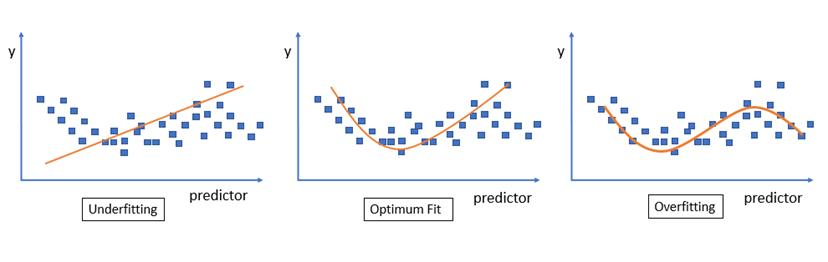 y
predictor
Underfitting
y
predictor
Optimum Fit
y
predictor
Overfitting